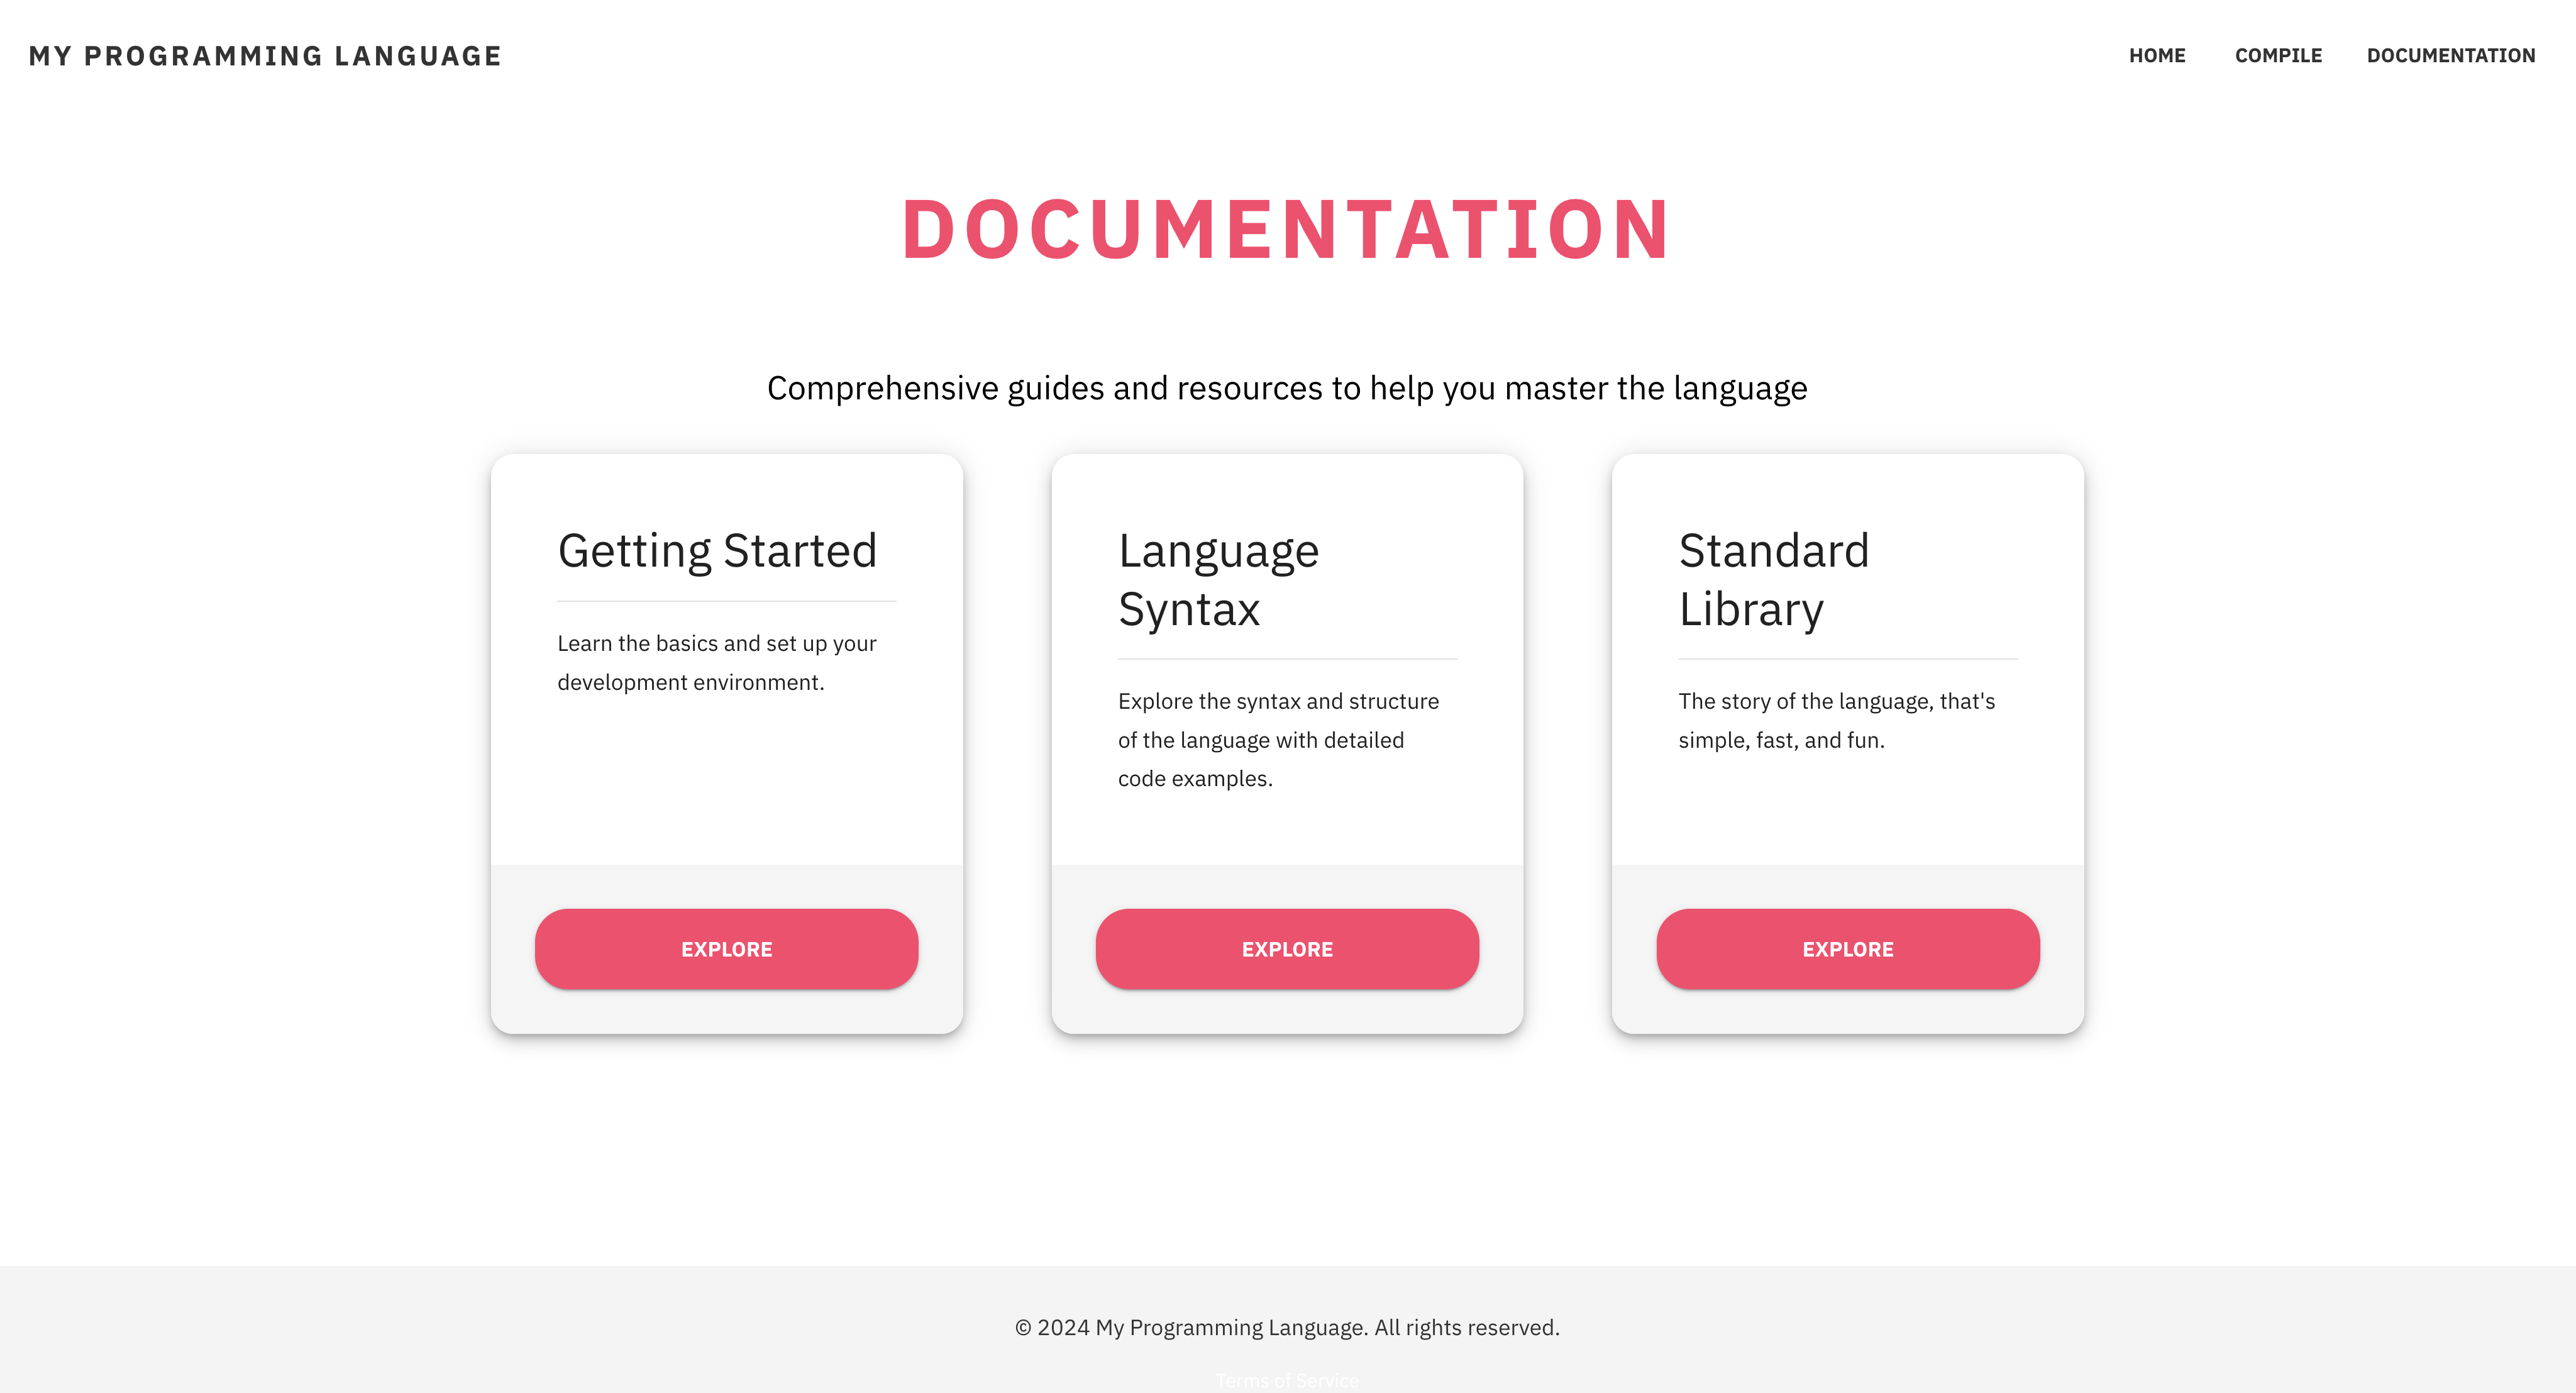 MY PROGRAMMING LANGUAGE
HOME COMPILE DOCUMENTATION
DOCUMENTATION
Comprehensive guides and resources to help you master the language
Getting Started
Learn the basics and set up your
development environment.
EXPLORE
Language
Syntax
Explore the syntax and structure
of the language with detailed
code examples.
EXPLORE
Standard
Library
The story of the language, that's
simple, fast, and fun.
EXPLORE
© 2024 My Programming Language. All rights reserved.
Terms of Service